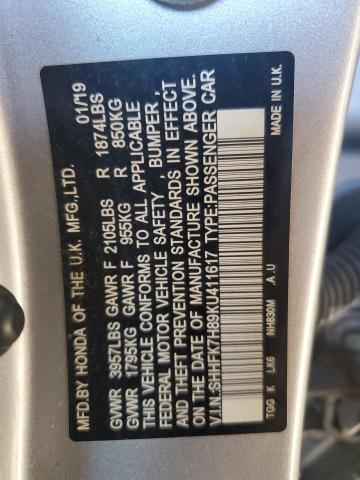 MFD.BY HONDA OF THE U.K. MFG.,LTD. 01/19
GVWR 3957LBS GAWR F 2105LBS R 1874LBS
GVWR 1795KG GAWR F 955KG R 850KG
THIS VEHICLE CONFORMS TO ALL APPLICABLE
FEDERAL MOTOR VEHICLE SAFETY , BUMPER ,
AND THEFT PREVENTION STANDARDS IN EFFECT
ON THE DATE OF MANUFACTURE SHOWN ABOVE.
V.I.N.:SHHFK7H89KU411617 TYPE:PASSENGER CAR
TGG K LK6 NH830M A .U MADE IN U.K.